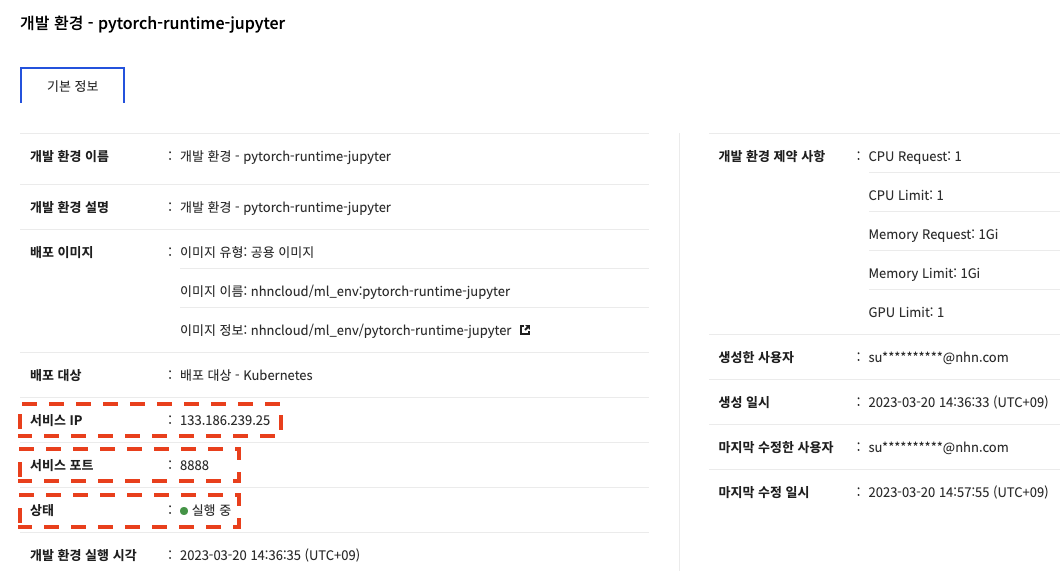 개발 환경 - pytorch-runtime-jupyter
기본 정보
개발 환경 이름 : 개발 환경 - pytorch-runtime-jupyter
개발 환경 설명 : 개발 환경 - pytorch-runtime-jupyter
배포 이미지 : 이미지 유형: 공용 이미지
이미지 이름: nhncloud/ml_env:pytorch-runtime-jupyter
이미지 정보: nhncloud/ml_env/pytorch-runtime-jupyter
배포 대상 : 배포 대상 - Kubernetes
서비스 IP : 133.186.239.25
서비스 포트 : 8888
상태 : 실행 중
개발 환경 실행 시각 : 2023-03-20 14:36:35 (UTC+09)
개발 환경 제약 사항 : CPU Request: 1
CPU Limit: 1
Memory Request: 1Gi
Memory Limit: 1Gi
GPU Limit: 1
생성한 사용자 : su**********@nhn.com
생성 일시 : 2023-03-20 14:36:33 (UTC+09)
마지막 수정한 사용자 : su**********@nhn.com
마지막 수정 일시 : 2023-03-20 14:57:55 (UTC+09)